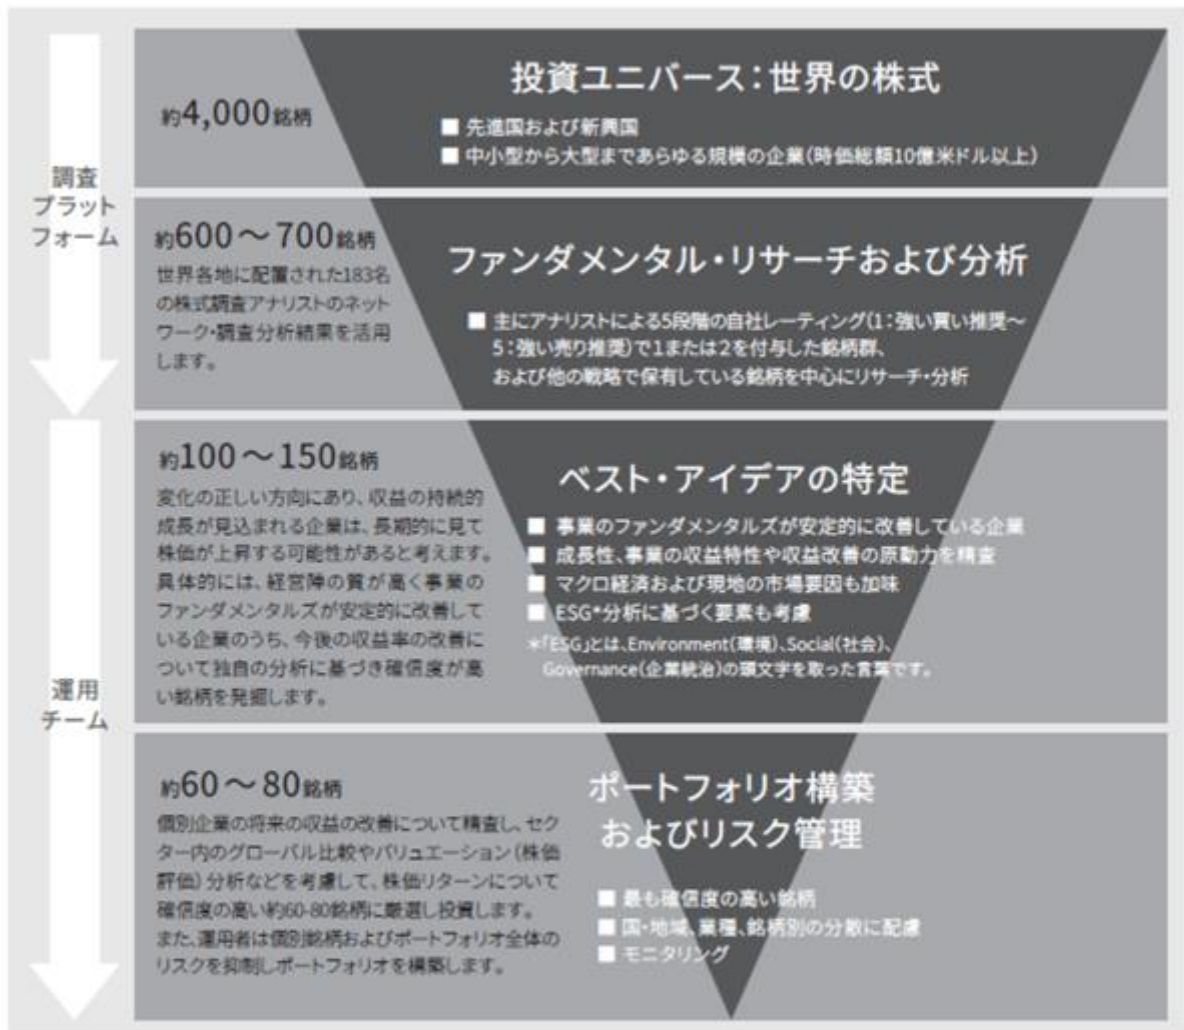 調査
プラット
フォーム
約4,000銘柄
投資ユニバース：世界の株式
■ 先進国および新興国
■ 中小型から大型まであらゆる規模の企業（時価総額10億米ドル以上）
約600～700銘柄
世界各地に配置された183名
の株式調査アナリストのネット
ワーク・調査分析結果を活用
します。
ファンダメンタル・リサーチおよび分析
■ 主にアナリストによる5段階の自社レーティング（1：強い買い推奨～
5：強い売り推奨）で1または2を付与した銘柄群、
および他の戦略で保有している銘柄を中心にリサーチ・分析
運用
チーム
約100～150銘柄
変化の正しい方向にあり、収益の持続的
成長が見込まれる企業は、長期的に見て
株価が上昇する可能性があると考えます。
具体的には、経営陣の質が高く事業の
ファンダメンタルズが安定的に改善して
いる企業のうち、今後の収益率の改善に
ついて独自の分析に基づき確信度が高
い銘柄を発掘します。
ベスト・アイデアの特定
■ 事業のファンダメンタルズが安定的に改善している企業
■ 成長性、事業の収益特性や収益改善の原動力を精査
■ マクロ経済および現地の市場要因も加味
■ ESG*分析に基づく要素も考慮
＊「ESG」とは、Environment（環境）、Social（社会）、
Governance（企業統治）の頭文字を取った言葉です。
約60～80銘柄
個別企業の将来の収益の改善について精査し、セク
ター内のグローバル比較やバリュエーション（株価
評価）分析などを考慮して、株価リターンについて
確信度の高い約60-80銘柄に厳選し投資します。
また、運用者は個別銘柄およびポートフォリオ全体の
リスクを抑制しポートフォリオを構築します。
ポートフォリオ構築
およびリスク管理
■ 最も確信度の高い銘柄
■ 国・地域、業種、銘柄別の分散に配慮
■ モニタリング